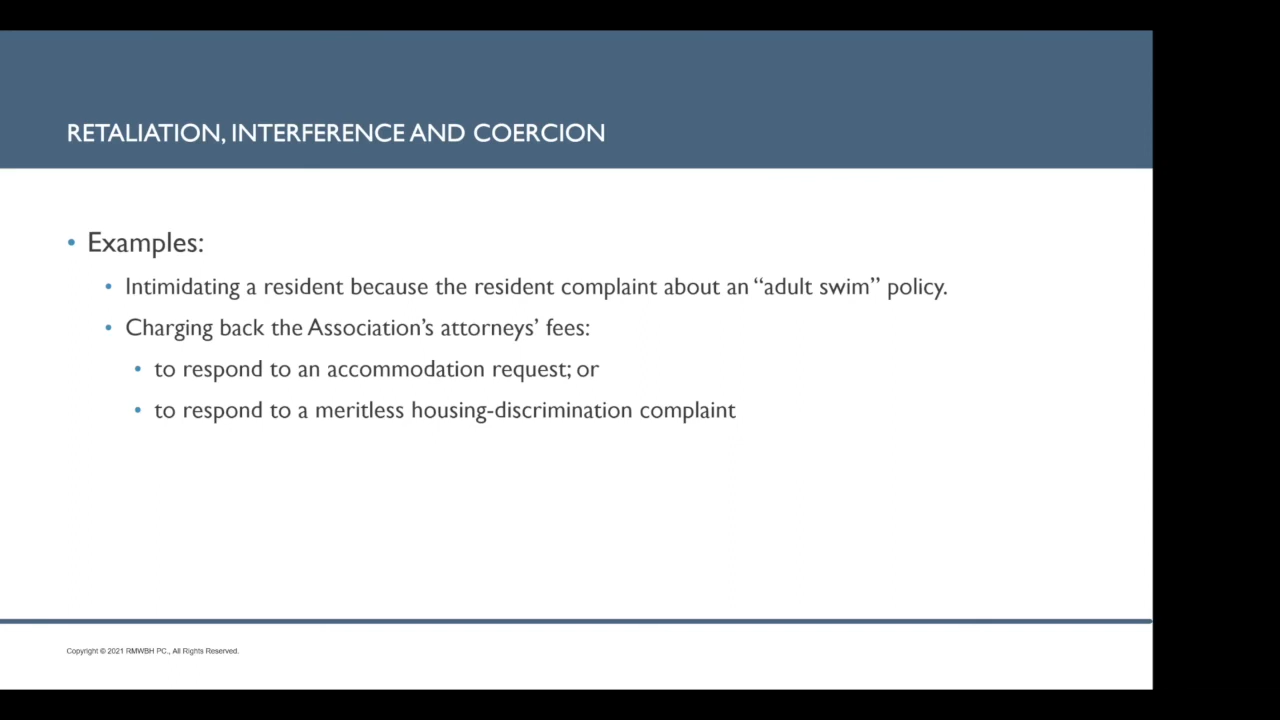 RETALIATION, INTERFERENCE AND COERCION
• Examples:
• Intimidating a resident because the resident complaint about an “adult swim” policy.
• Charging back the Association’s attorneys’ fees:
• to respond to an accommodation request; or
• to respond to a meritless housing-discrimination complaint
Copyright © 2021 RMWBH PC., All Rights Reserved.